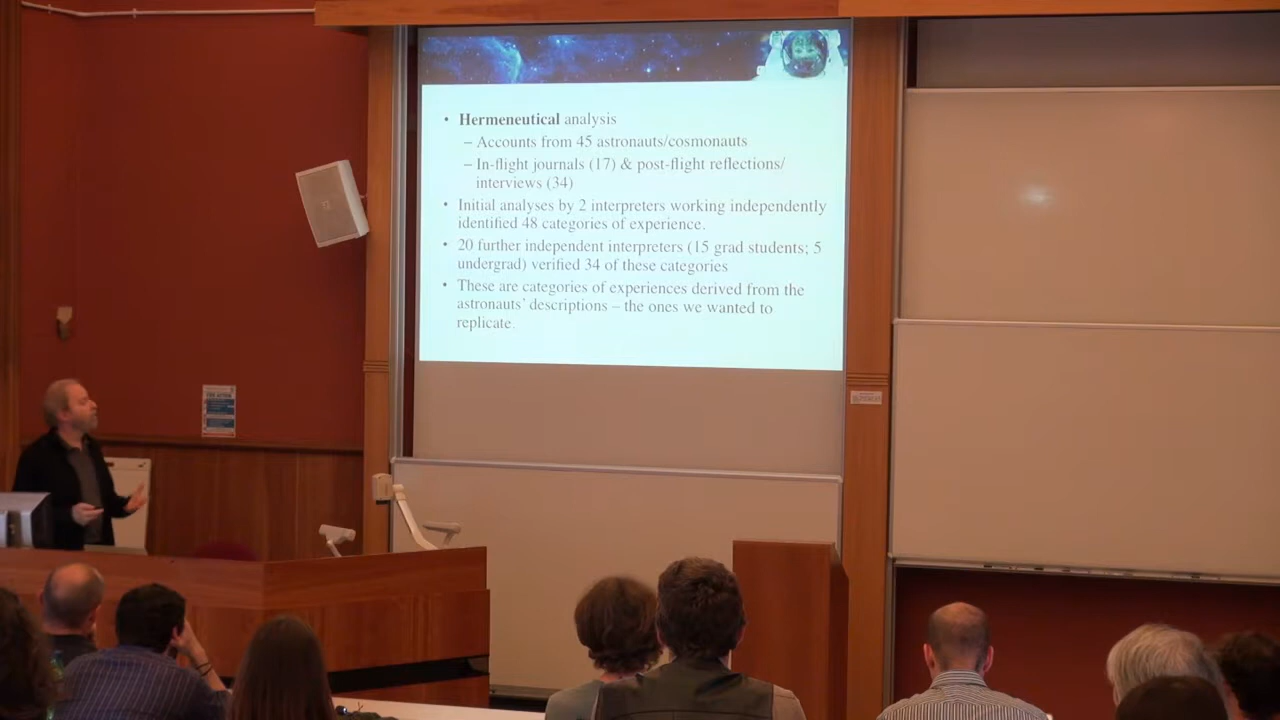 • Hermeneutical analysis
– Accounts from 45 astronauts/cosmonauts
– In-flight journals (17) & post-flight reflections/
interviews (34)
• Initial analyses by 2 interpreters working independently
identified 48 categories of experience.
• 20 further independent interpreters (15 grad students; 5
undergrad) verified 34 of these categories
• These are categories of experiences derived from the
astronauts’ descriptions – the ones we wanted to
replicate.